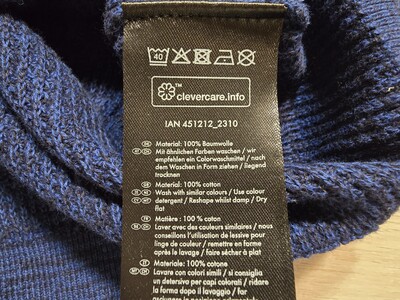 40
clevercare.info
IAN 451212_2310
Material: 100% Baumwolle
Mit ähnlichen Farben waschen / wir
empfehlen ein Colorwaschmittel / nach
dem Waschen in Form ziehen / liegend
trocknen
Material: 100% cotton
Wash with similar colours / Use colour
detergent / Reshape whilst damp / Dry
flat
Matière : 100 % coton
Laver avec des couleurs similaires / nous
conseillons l'utilisation de lessive pour
linge de couleur / remettre en forme
après le lavage / faire sécher à plat
Materiale: 100% cotone
Lavare con colori simili / si consiglia
un detersivo per capi colorati / ridare
la forma dopo il lavaggio / far